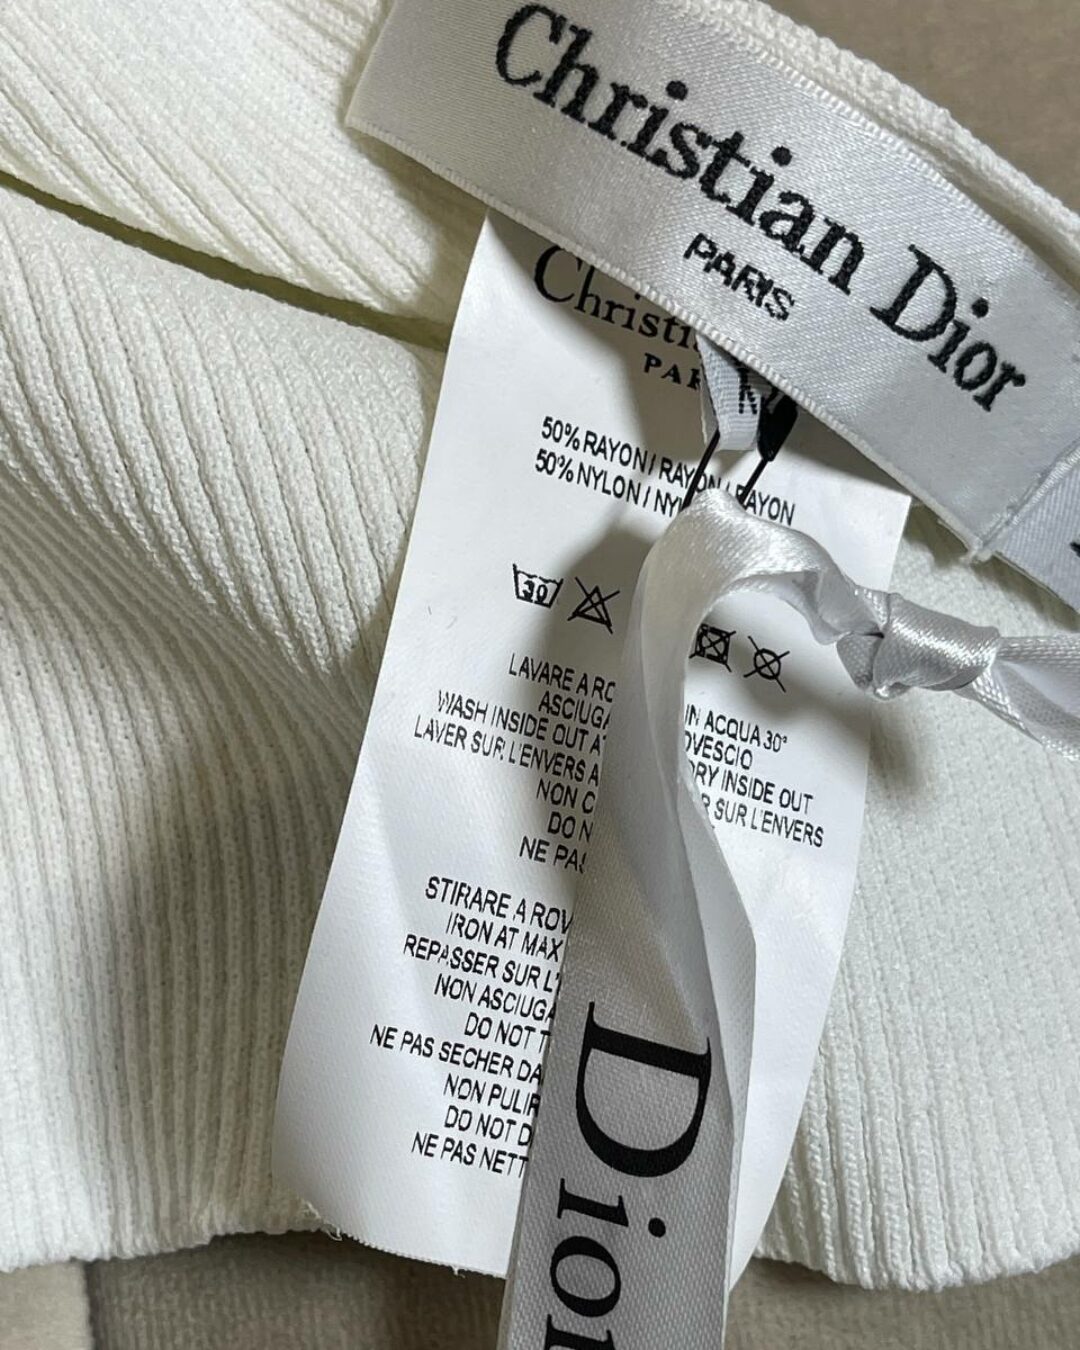 Christian Dior
PARIS
Christi
PAR
50% RAYON / RAYON / RAYON
50% NYLON / NY
30
LAVARE A RO IN ACQUA 30°
ASCIUGA OVESCIO
WASH INSIDE OUT AT DRY INSIDE OUT
LAVER SUR L'ENVERS A R SUR L'ENVERS
NON C
DO N
NE PAS
STIRARE A ROV
IRON AT MAX
REPASSER SUR L'
NON ASCIUGA
DO NOT T
NE PAS SECHER DA
NON PULIR
DO NOT D
NE PAS NETT
Dior